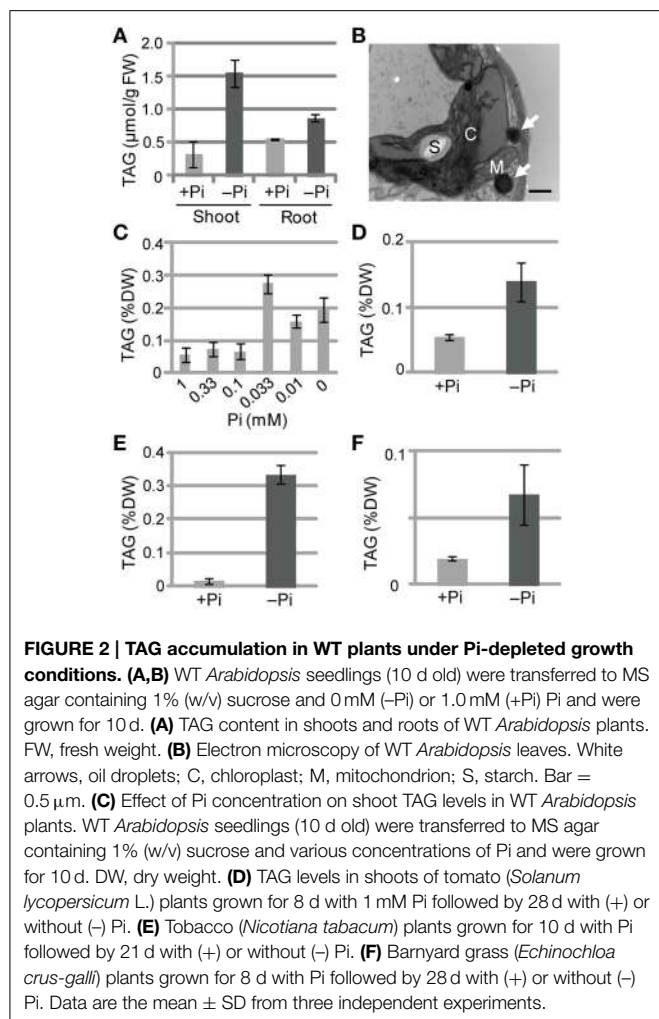 A
TAG (μmol/g FW)
2.0
1.5
1.0
0.5
0
+Pi –Pi +Pi –Pi
Shoot Root
B
C
S
M
C
TAG (%DW)
0.4
0.3
0.2
0.1
0
1 0.33 0.1 0.033 0.01 0
Pi (mM)
D
TAG (%DW)
0.2
0.1
0
+Pi –Pi
E
TAG (%DW)
0.4
0.3
0.2
0.1
0
+Pi –Pi
F
TAG (%DW)
0.1
0
+Pi –Pi
FIGURE 2 | TAG accumulation in WT plants under Pi-depleted growth
conditions. (A,B) WT Arabidopsis seedlings (10 d old) were transferred to MS
agar containing 1% (w/v) sucrose and 0 mM (–Pi) or 1.0 mM (+Pi) Pi and were
grown for 10 d. (A) TAG content in shoots and roots of WT Arabidopsis plants.
FW, fresh weight. (B) Electron microscopy of WT Arabidopsis leaves. White
arrows, oil droplets; C, chloroplast; M, mitochondrion; S, starch. Bar =
0.5 μm. (C) Effect of Pi concentration on shoot TAG levels in WT Arabidopsis
plants. WT Arabidopsis seedlings (10 d old) were transferred to MS agar
containing 1% (w/v) sucrose and various concentrations of Pi and were grown
for 10 d. DW, dry weight. (D) TAG levels in shoots of tomato (Solanum
lycopersicum L.) plants grown for 8 d with 1 mM Pi followed by 28 d with (+) or
without (–) Pi. (E) Tobacco (Nicotiana tabacum) plants grown for 10 d with Pi
followed by 21 d with (+) or without (–) Pi. (F) Barnyard grass (Echinochloa
crus-galli) plants grown for 8 d with Pi followed by 28 d with (+) or without (–)
Pi. Data are the mean ± SD from three independent experiments.